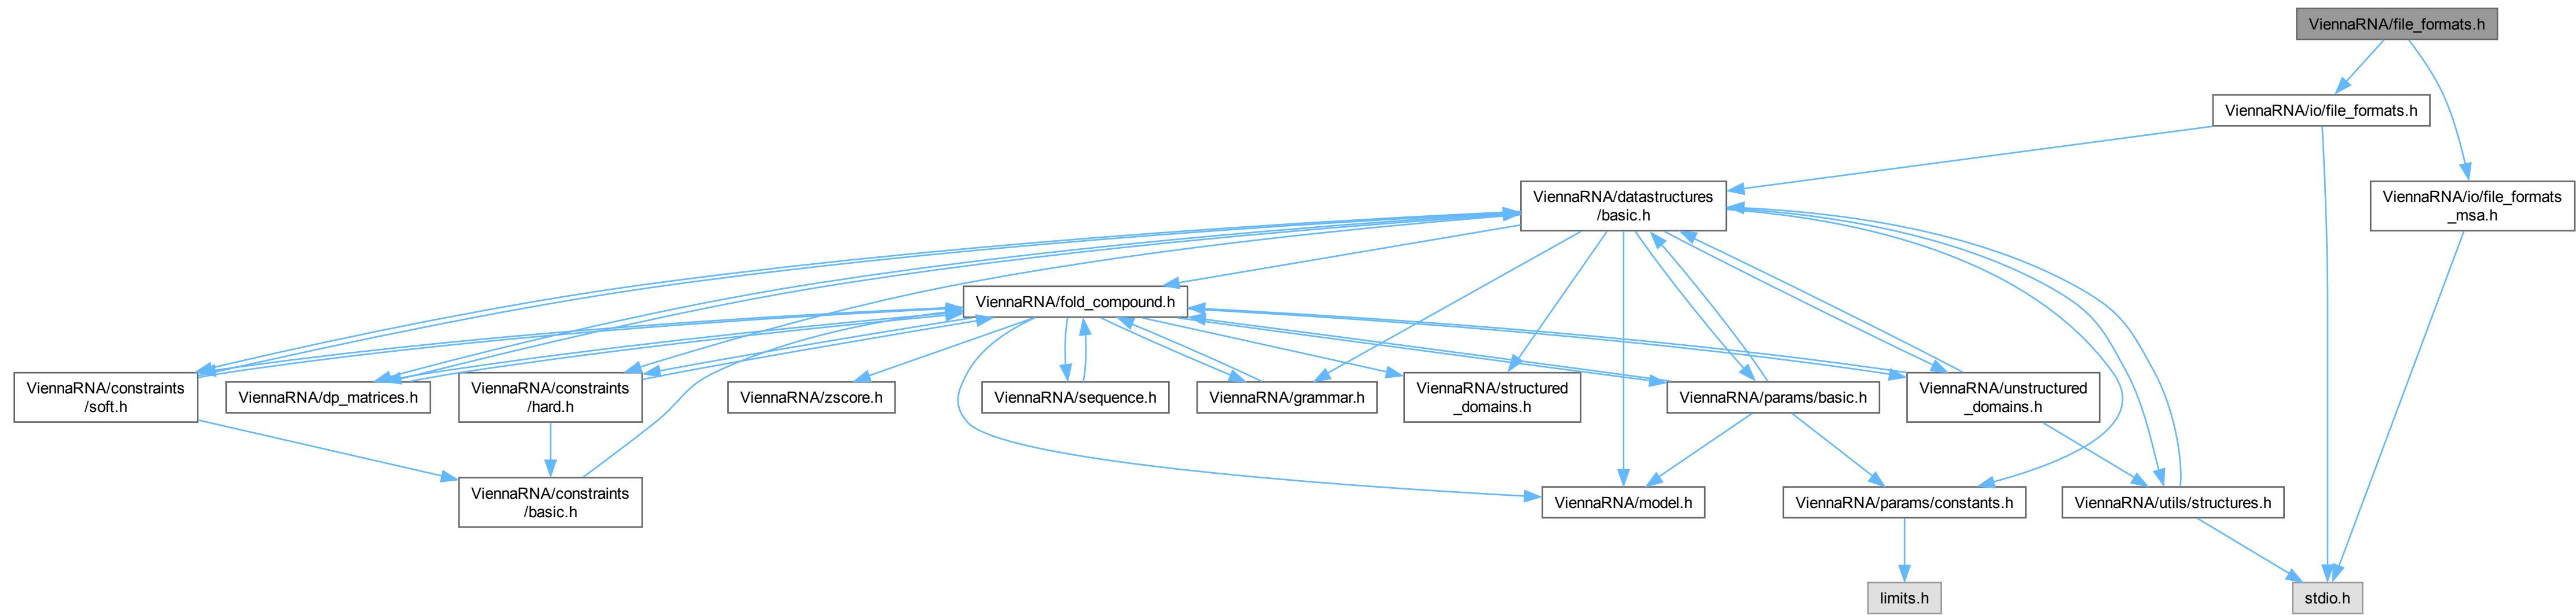 ViennaRNA/file_formats.h
ViennaRNA/io/file_formats.h
ViennaRNA/datastructures
/basic.h
ViennaRNA/io/file_formats
_msa.h
ViennaRNA/fold_compound.h
ViennaRNA/constraints
/soft.h
ViennaRNA/dp_matrices.h
ViennaRNA/constraints
/hard.h
ViennaRNA/zscore.h
ViennaRNA/sequence.h
ViennaRNA/grammar.h
ViennaRNA/structured
_domains.h
ViennaRNA/params/basic.h
ViennaRNA/unstructured
_domains.h
ViennaRNA/constraints
/basic.h
ViennaRNA/model.h
ViennaRNA/params/constants.h
ViennaRNA/utils/structures.h
limits.h
stdio.h